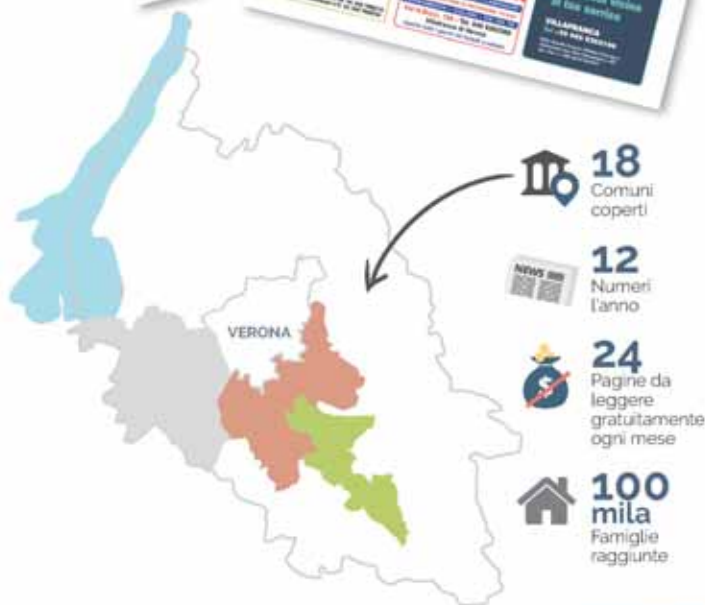 VILLAFRANCA
18
Comuni
coperti
NEWS
12
Numeri
l'anno
VERONA
24
Pagine da
leggere
gratuitamente
ogni mese
100
mila
Famiglie
raggiunte